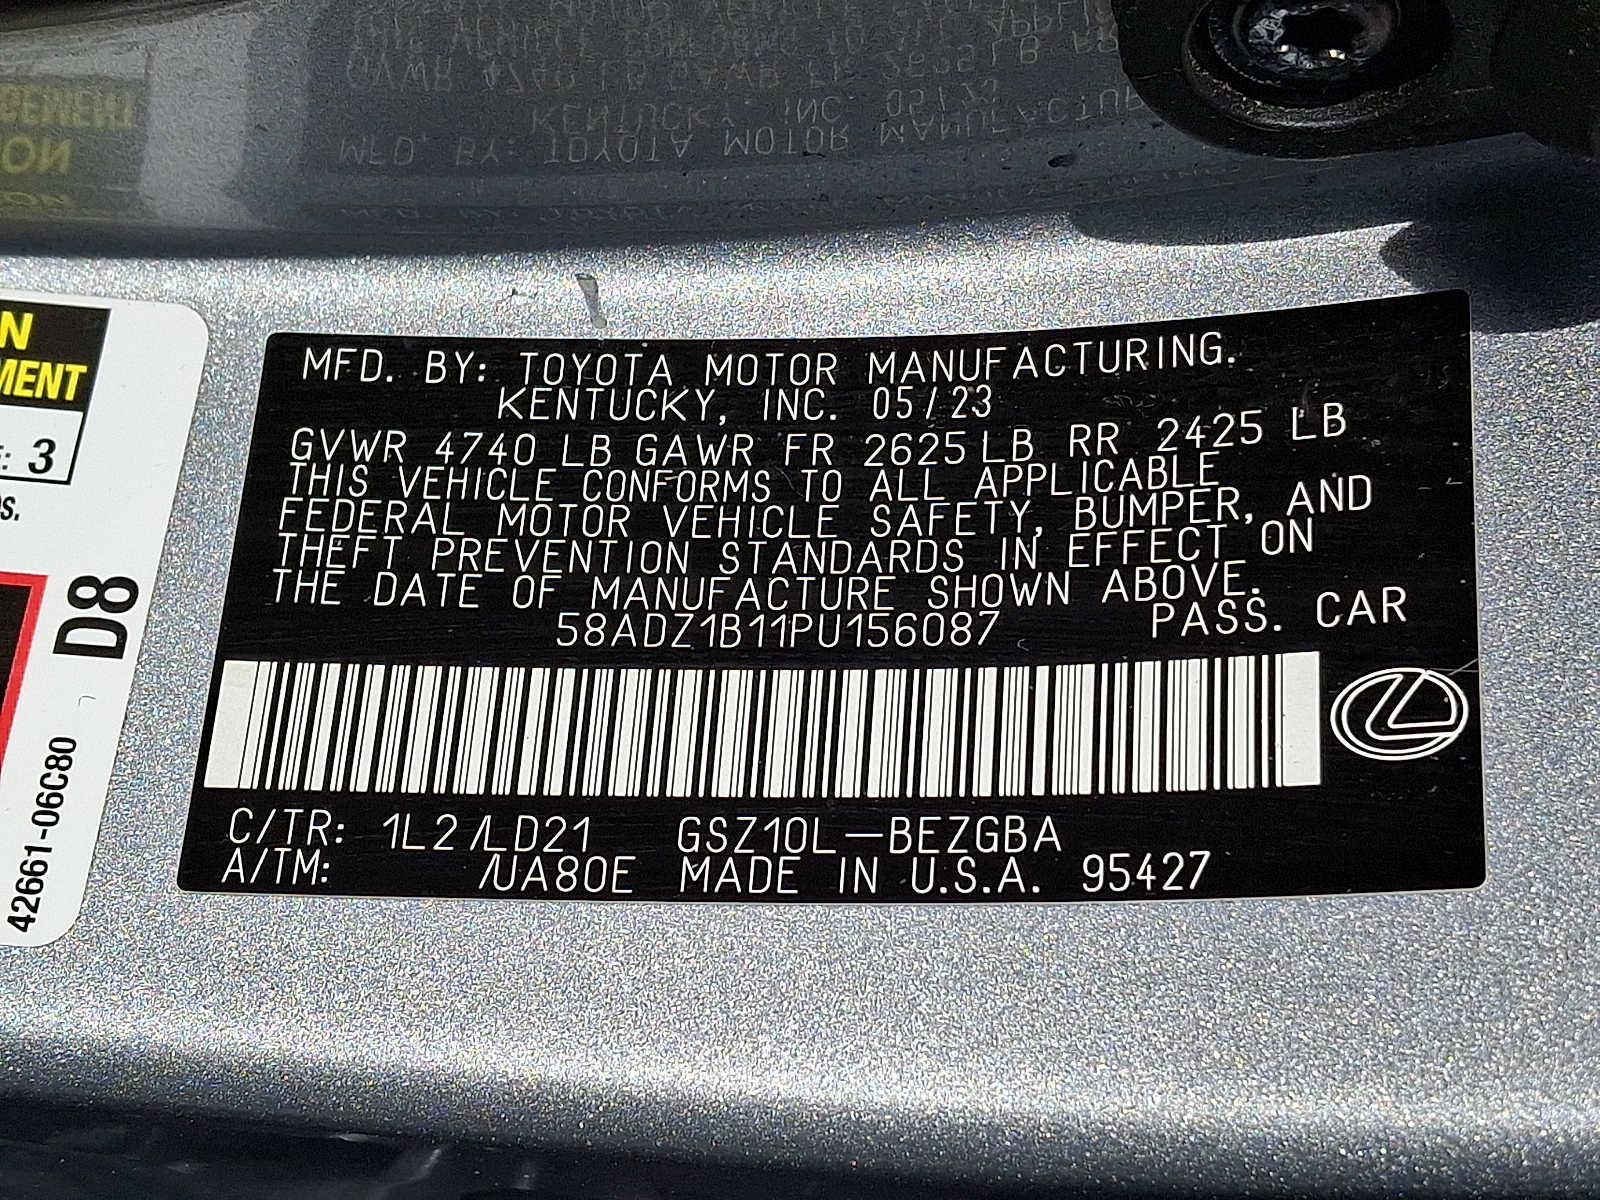 MFD. BY: TOYOTA MOTOR MANUFACTURING.
KENTUCKY, INC. 05/23
GVWR 4740 LB GAWR FR 2625 LB RR 2425 LB
THIS VEHICLE CONFORMS TO ALL APPLICABLE
FEDERAL MOTOR VEHICLE SAFETY, BUMPER, AND
THEFT PREVENTION STANDARDS IN EFFECT ON
THE DATE OF MANUFACTURE SHOWN ABOVE.
58ADZ1B11PU156087 PASS. CAR
C/TR: 1L2/LD21 GSZ10L-BEZGBA
A/TM: /UA80E MADE IN U.S.A. 95427
3
D8
42661-06C80